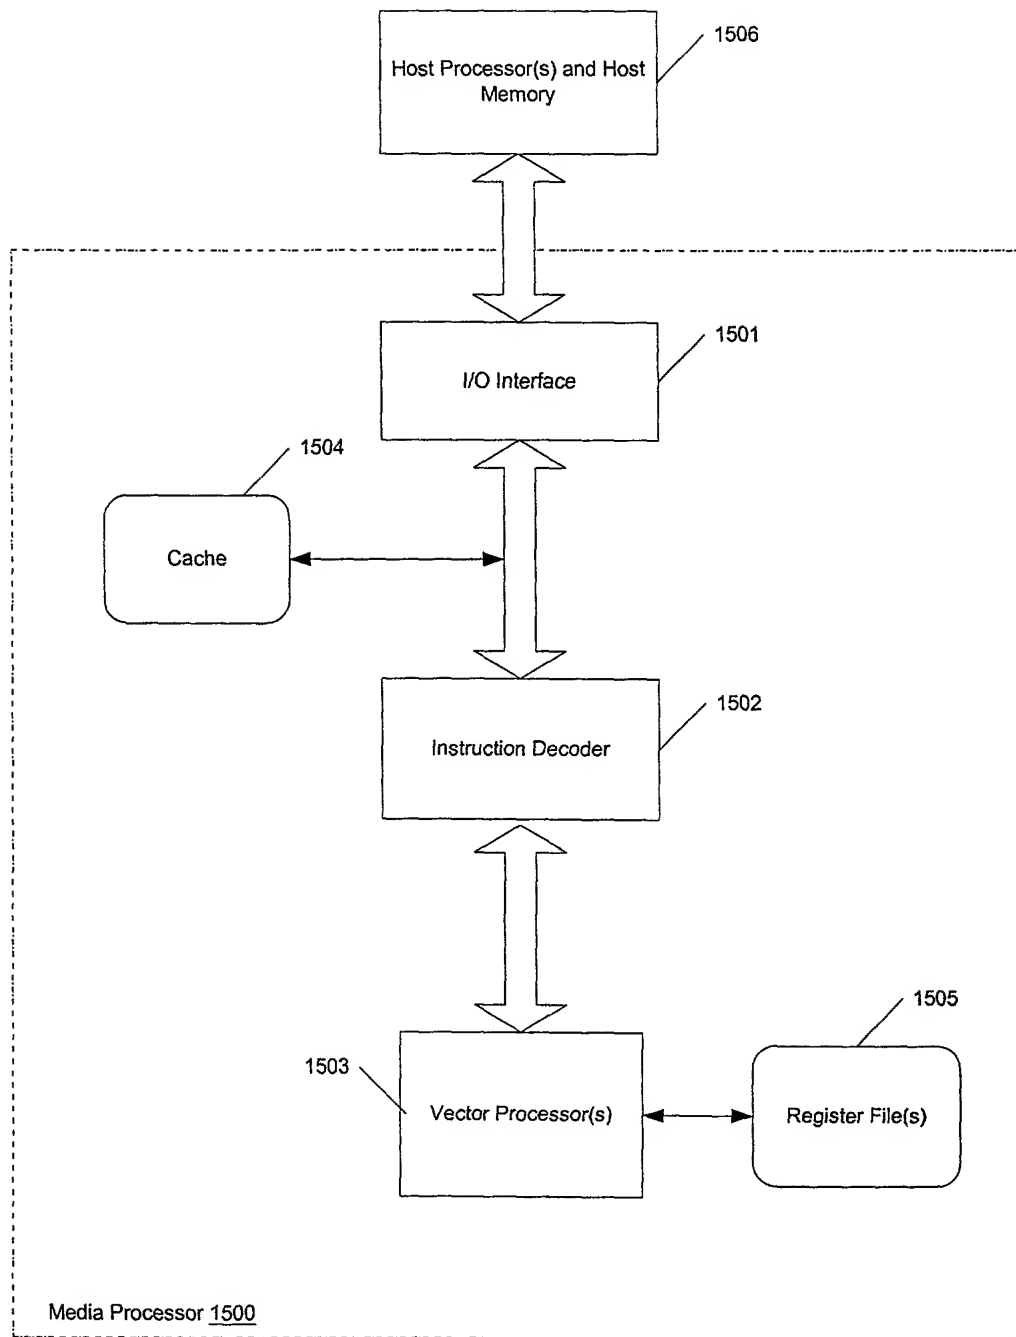 1506
Host Processor(s) and Host
Memory
1501
I/O Interface
1504
Cache
1502
Instruction Decoder
1505
1503
Vector Processor(s)
Register File(s)
Media Processor 1500